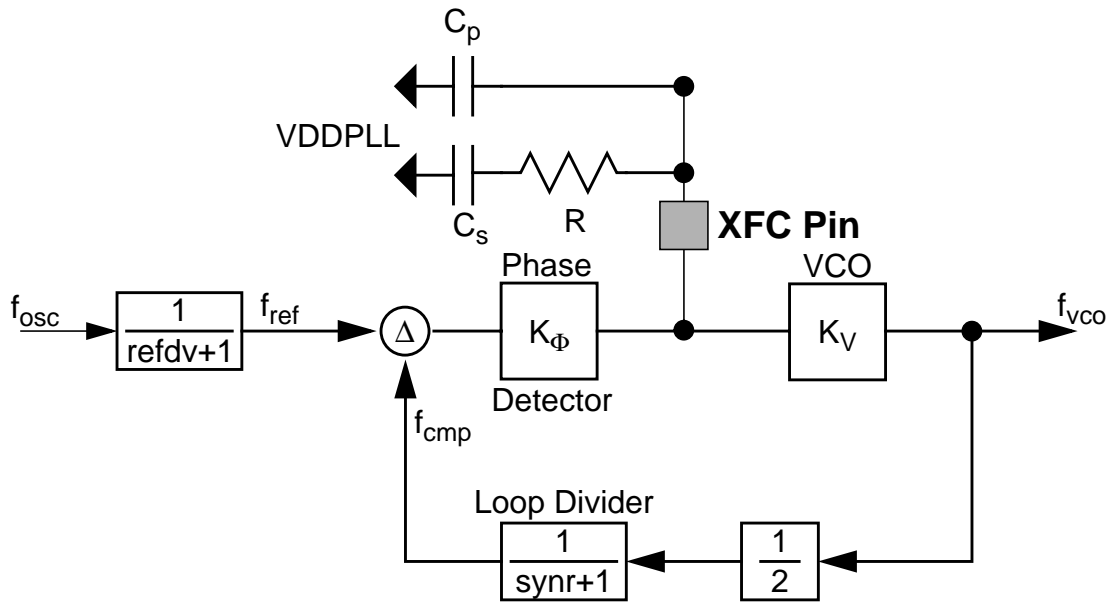 Cp
VDDPLL
Cs
R
XFC Pin
Phase
VCO
fosc
1
refdv+1
fref
Δ
KΦ
KV
fvco
Detector
fcmp
Loop Divider
1
synr+1
1
2